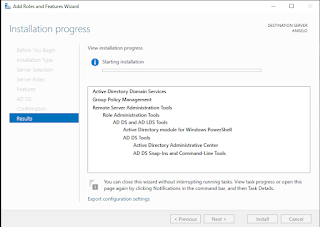 Add Roles and Features Wizard
Installation progress
DESTINATION SERVER
ANGELO
Before You Begin
Installation Type
Server Selection
Server Roles
Features
AD DS
Confirmation
Results
View installation progress
Starting installation
Active Directory Domain Services
Group Policy Management
Remote Server Administration Tools
Role Administration Tools
AD DS and AD LDS Tools
Active Directory module for Windows PowerShell
AD DS Tools
Active Directory Administrative Center
AD DS Snap-Ins and Command-Line Tools
You can close this wizard without interrupting running tasks. View task progress or open this
page again by clicking Notifications in the command bar, and then Task Details.
Export configuration settings
< Previous
Next >
Install
Cancel